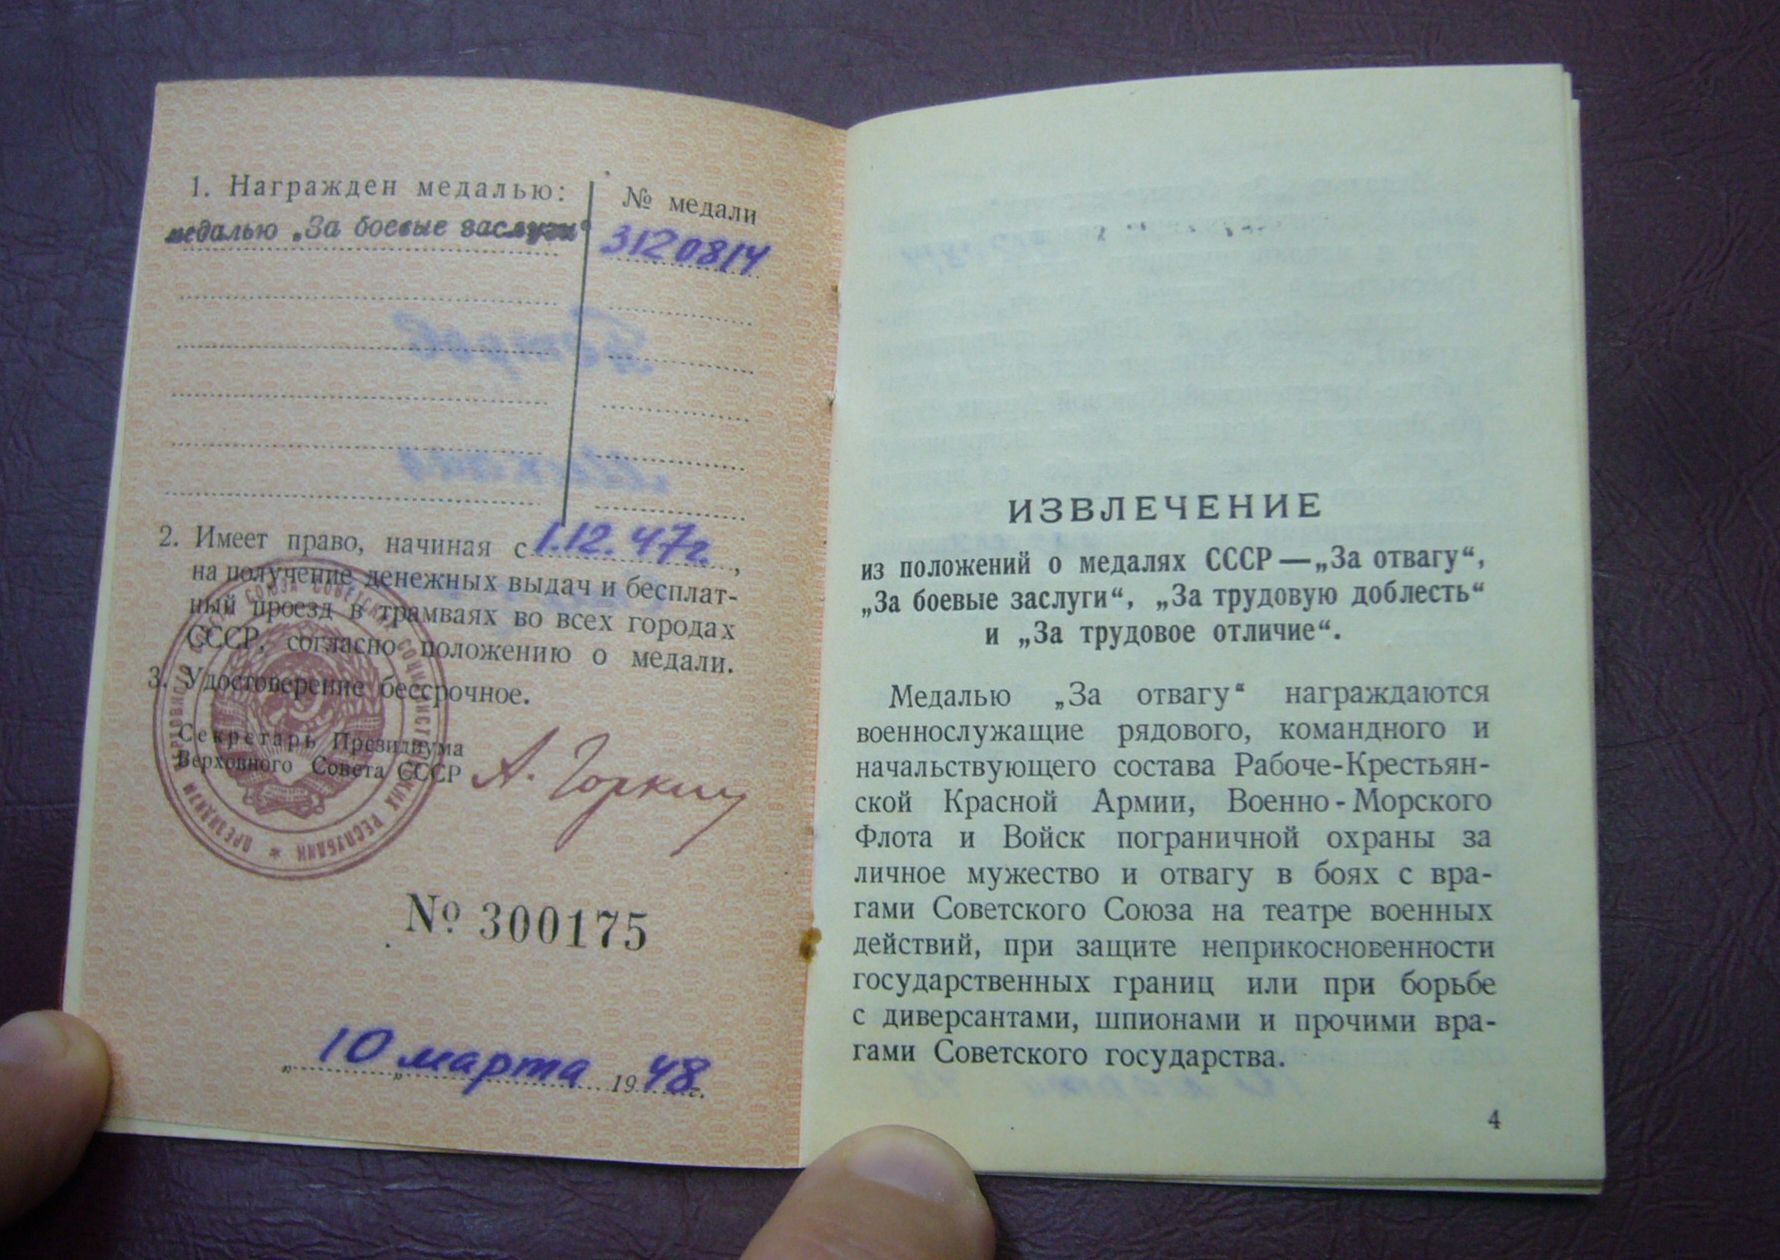 1. Награжден медалью:
№ медали
медалью „За боевые заслуги“
3120814
2. Имеет право, начиная с 1.12.47г.,
на получение денежных выдач и бесплат-
ный проезд в трамваях во всех городах
СССР, согласно положению о медали.
3. Удостоверение бессрочное.
Секретарь Президиума
Верховного Совета СССР
А. Горкин
№ 300175
„10„ марта 1948г.
ИЗВЛЕЧЕНИЕ
из положений о медалях СССР—„За отвагу“,
„За боевые заслуги“, „За трудовую доблесть“
и „За трудовое отличие“.
Медалью „За отвагу“ награждаются
военнослужащие рядового, командного и
начальствующего состава Рабоче-Крестьян-
ской Красной Армии, Военно-Морского
Флота и Войск пограничной охраны за
личное мужество и отвагу в боях с вра-
гами Советского Союза на театре военных
действий, при защите неприкосновенности
государственных границ или при борьбе
с диверсантами, шпионами и прочими вра-
гами Советского государства.
4